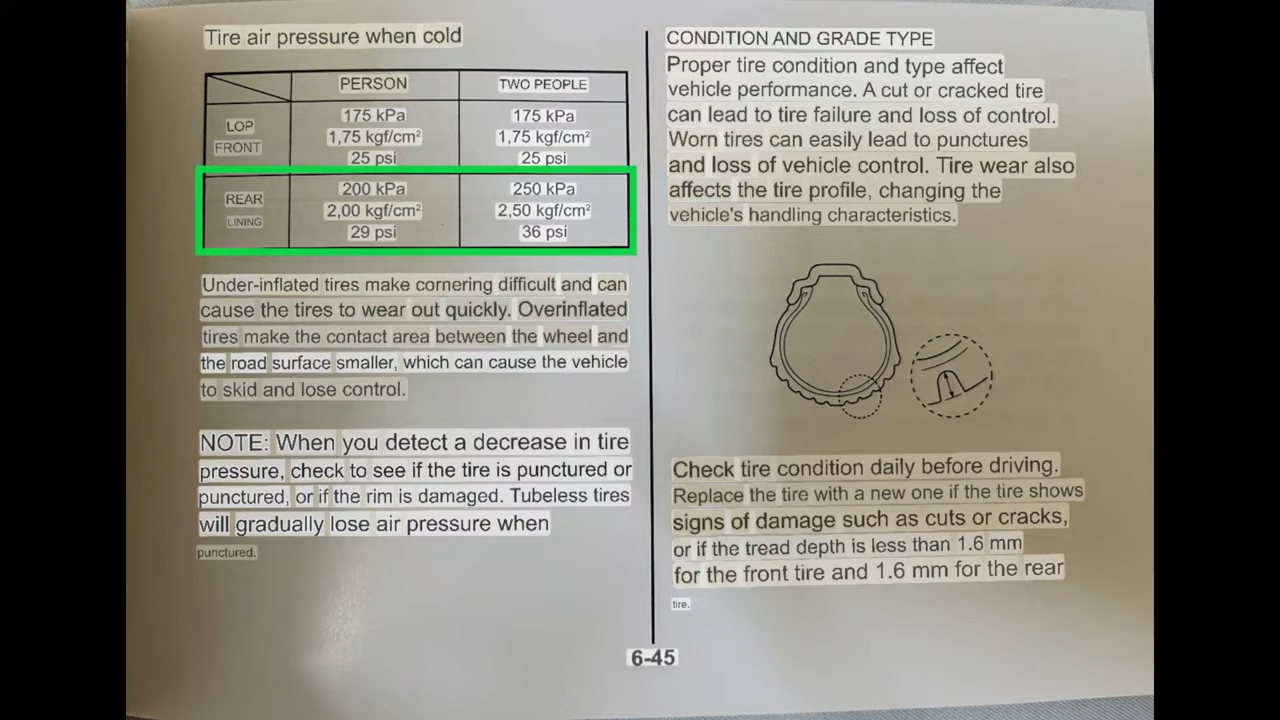 Tire air pressure when cold
PERSON
TWO PEOPLE
LOP
FRONT
175 kPa
1,75 kgf/cm²
25 psi
175 kPa
1,75 kgf/cm²
25 psi
REAR
LINING
200 kPa
2,00 kgf/cm²
29 psi
250 kPa
2,50 kgf/cm²
36 psi
Under-inflated tires make cornering difficult and can
cause the tires to wear out quickly. Overinflated
tires make the contact area between the wheel and
the road surface smaller, which can cause the vehicle
to skid and lose control.
NOTE: When you detect a decrease in tire
pressure, check to see if the tire is punctured or
punctured, or if the rim is damaged. Tubeless tires
will gradually lose air pressure when
punctured.
CONDITION AND GRADE TYPE
Proper tire condition and type affect
vehicle performance. A cut or cracked tire
can lead to tire failure and loss of control.
Worn tires can easily lead to punctures
and loss of vehicle control. Tire wear also
affects the tire profile, changing the
vehicle's handling characteristics.
Check tire condition daily before driving.
Replace the tire with a new one if the tire shows
signs of damage such as cuts or cracks,
or if the tread depth is less than 1.6 mm
for the front tire and 1.6 mm for the rear
tire.
6-45